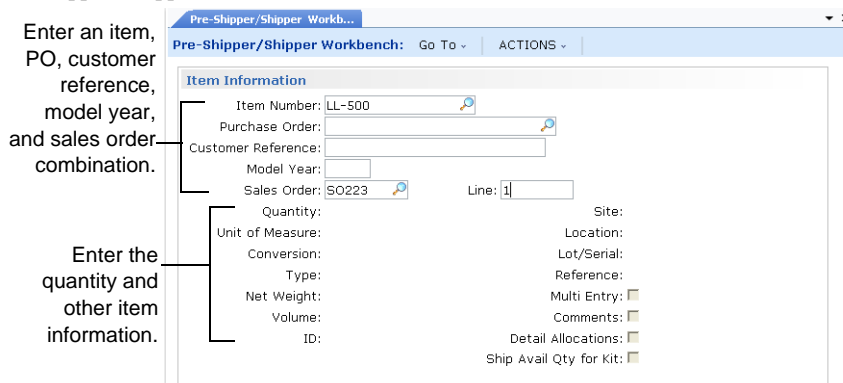 Pre-Shipper/Shipper Workb...
Pre-Shipper/Shipper Workbench: Go To ACTIONS
Enter an item,
PO, customer
reference,
model year,
and sales order
combination.
Item Information
Item Number: LL-500
Purchase Order:
Customer Reference:
Model Year:
Sales Order: SO223 Line: 1
Enter the
quantity and
other item
information.
Quantity: Site:
Unit of Measure: Location:
Conversion: Lot/Serial:
Type: Reference:
Net Weight: Multi Entry:
Volume: Comments:
ID: Detail Allocations:
Ship Avail Qty for Kit: